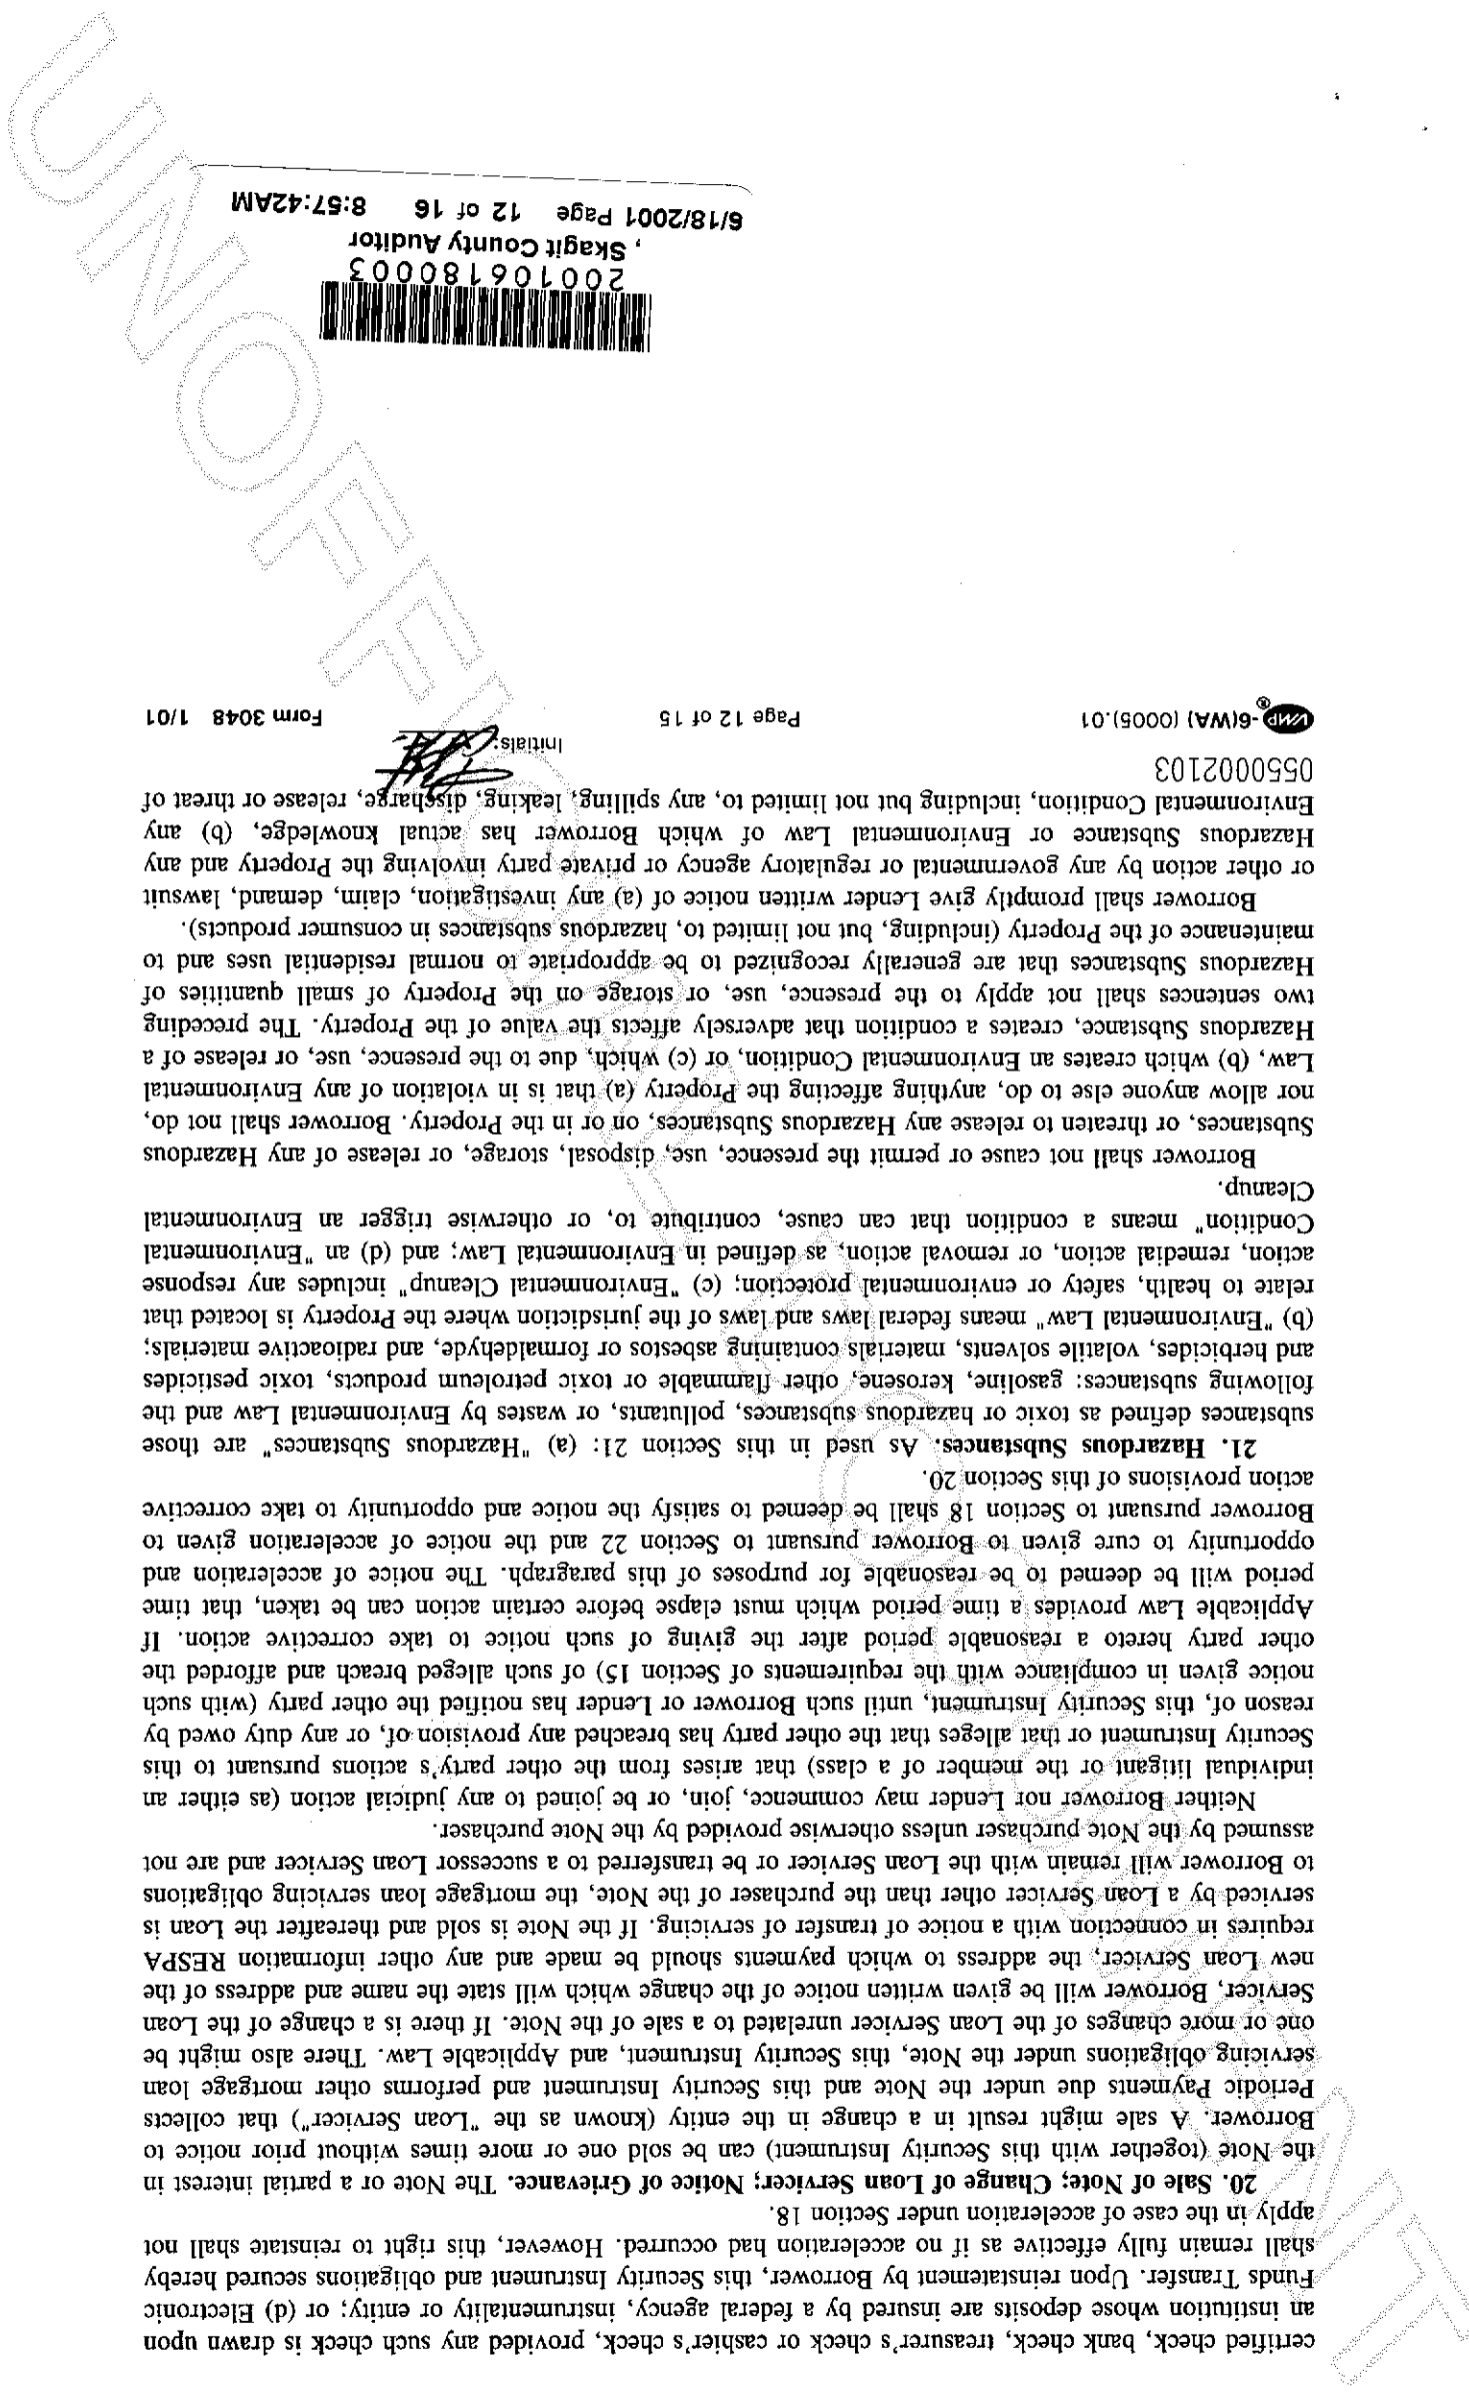 certified check, bank check, treasurer's check or cashier's check, provided any such check is drawn upon
an institution whose deposits are insured by a federal agency, instrumentality or entity; or (d) Electronic
Funds Transfer. Upon reinstatement by Borrower, this Security Instrument and obligations secured hereby
shall remain fully effective as if no acceleration had occurred. However, this right to reinstate shall not
apply in the case of acceleration under Section 18.
20. Sale of Note; Change of Loan Servicer; Notice of Grievance. The Note or a partial interest in
the Note (together with this Security Instrument) can be sold one or more times without prior notice to
Borrower. A sale might result in a change in the entity (known as the "Loan Servicer") that collects
Periodic Payments due under the Note and this Security Instrument and performs other mortgage loan
servicing obligations under the Note, this Security Instrument, and Applicable Law. There also might be
one or more changes of the Loan Servicer unrelated to a sale of the Note. If there is a change of the Loan
Servicer, Borrower will be given written notice of the change which will state the name and address of the
new Loan Servicer, the address to which payments should be made and any other information RESPA
requires in connection with a notice of transfer of servicing. If the Note is sold and thereafter the Loan is
serviced by a Loan Servicer other than the purchaser of the Note, the mortgage loan servicing obligations
to Borrower will remain with the Loan Servicer or be transferred to a successor Loan Servicer and are not
assumed by the Note purchaser unless otherwise provided by the Note purchaser.
Neither Borrower nor Lender may commence, join, or be joined to any judicial action (as either an
individual litigant or the member of a class) that arises from the other party's actions pursuant to this
Security Instrument or that alleges that the other party has breached any provision of, or any duty owed by
reason of, this Security Instrument, until such Borrower or Lender has notified the other party (with such
notice given in compliance with the requirements of Section 15) of such alleged breach and afforded the
other party hereto a reasonable period after the giving of such notice to take corrective action. If
Applicable Law provides a time period which must elapse before certain action can be taken, that time
period will be deemed to be reasonable for purposes of this paragraph. The notice of acceleration and
opportunity to cure given to Borrower pursuant to Section 22 and the notice of acceleration given to
Borrower pursuant to Section 18 shall be deemed to satisfy the notice and opportunity to take corrective
action provisions of this Section 20.
21. Hazardous Substances. As used in this Section 21: (a) "Hazardous Substances" are those
substances defined as toxic or hazardous substances, pollutants, or wastes by Environmental Law and the
following substances: gasoline, kerosene, other flammable or toxic petroleum products, toxic pesticides
and herbicides, volatile solvents, materials containing asbestos or formaldehyde, and radioactive materials;
(b) "Environmental Law" means federal laws and laws of the jurisdiction where the Property is located that
relate to health, safety or environmental protection; (c) "Environmental Cleanup" includes any response
action, remedial action, or removal action, as defined in Environmental Law; and (d) an "Environmental
Condition" means a condition that can cause, contribute to, or otherwise trigger an Environmental
Cleanup.
Borrower shall not cause or permit the presence, use, disposal, storage, or release of any Hazardous
Substances, or threaten to release any Hazardous Substances, on or in the Property. Borrower shall not do,
nor allow anyone else to do, anything affecting the Property (a) that is in violation of any Environmental
Law, (b) which creates an Environmental Condition, or (c) which, due to the presence, use, or release of a
Hazardous Substance, creates a condition that adversely affects the value of the Property. The preceding
two sentences shall not apply to the presence, use, or storage on the Property of small quantities of
Hazardous Substances that are generally recognized to be appropriate to normal residential uses and to
maintenance of the Property (including, but not limited to, hazardous substances in consumer products).
Borrower shall promptly give Lender written notice of (a) any investigation, claim, demand, lawsuit
or other action by any governmental or regulatory agency or private party involving the Property and any
Hazardous Substance or Environmental Law of which Borrower has actual knowledge, (b) any
Environmental Condition, including but not limited to, any spilling, leaking, discharge, release or threat of
0550002103
Initials:
VMP®-6(WA) (0005).01 Page 12 of 15 Form 3048 1/01
200106180003
, Skagit County Auditor
6/18/2001 Page 12 of 16 8:57:42AM
UNOFFICIAL DOCUMENT